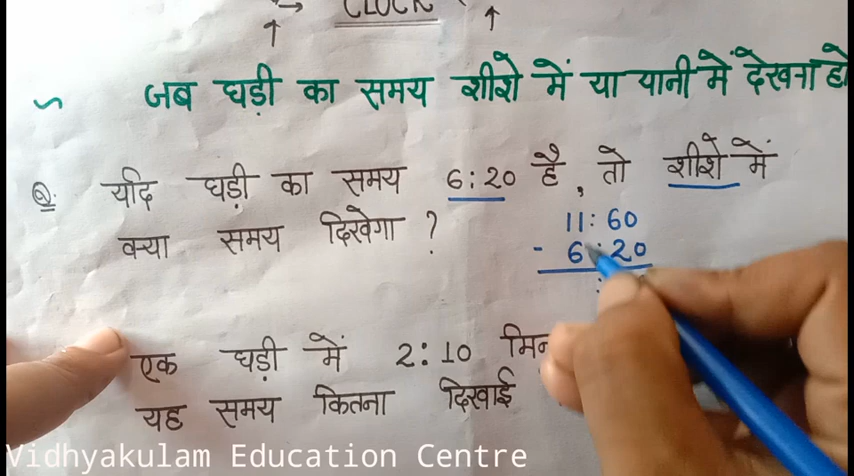 CLOCK
जब घड़ी का समय शीशे में या यानी में देखना हो
Q: यदि घड़ी का समय 6:20 है, तो शीशे में
क्या समय दिखेगा ?
11:60
- 6:20
:
एक घड़ी में 2:10
यह समय कितना दिखाई
Vidhyakulam Education Centre